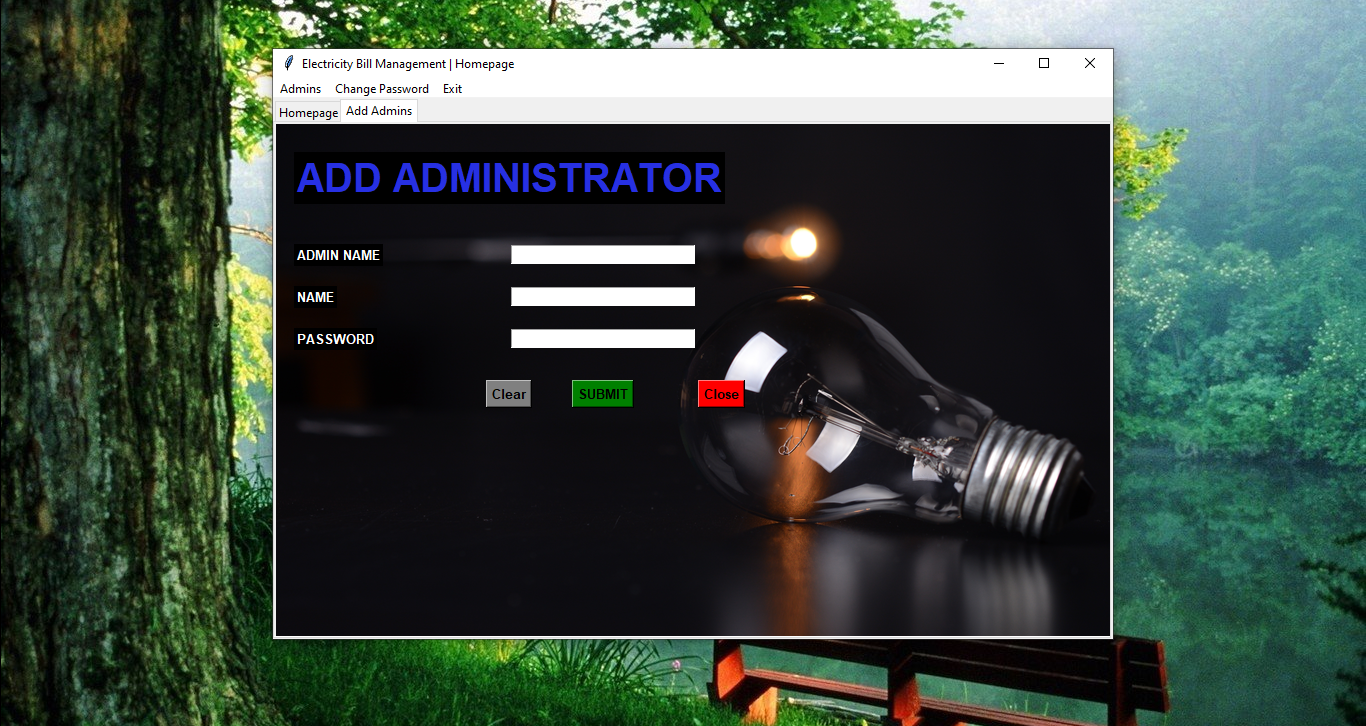 Electricity Bill Management | Homepage
Admins Change Password Exit
Homepage Add Admins
ADD ADMINISTRATOR
ADMIN NAME
NAME
PASSWORD
Clear SUBMIT Close